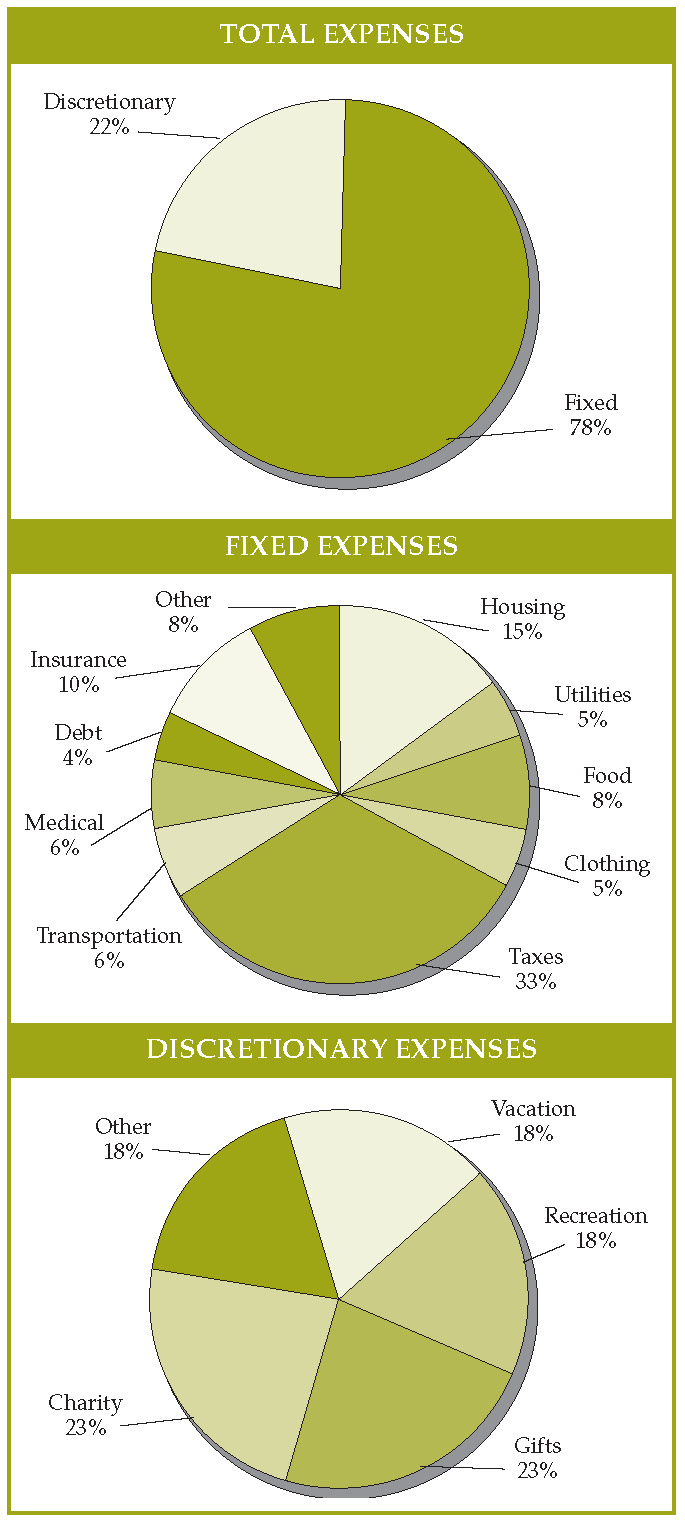 TOTAL EXPENSES
Discretionary
22%
Fixed
78%
FIXED EXPENSES
Other
8%
Housing
15%
Insurance
10%
Utilities
5%
Debt
4%
Food
8%
Medical
6%
Clothing
5%
Transportation
6%
Taxes
33%
DISCRETIONARY EXPENSES
Vacation
18%
Other
18%
Recreation
18%
Charity
23%
Gifts
23%